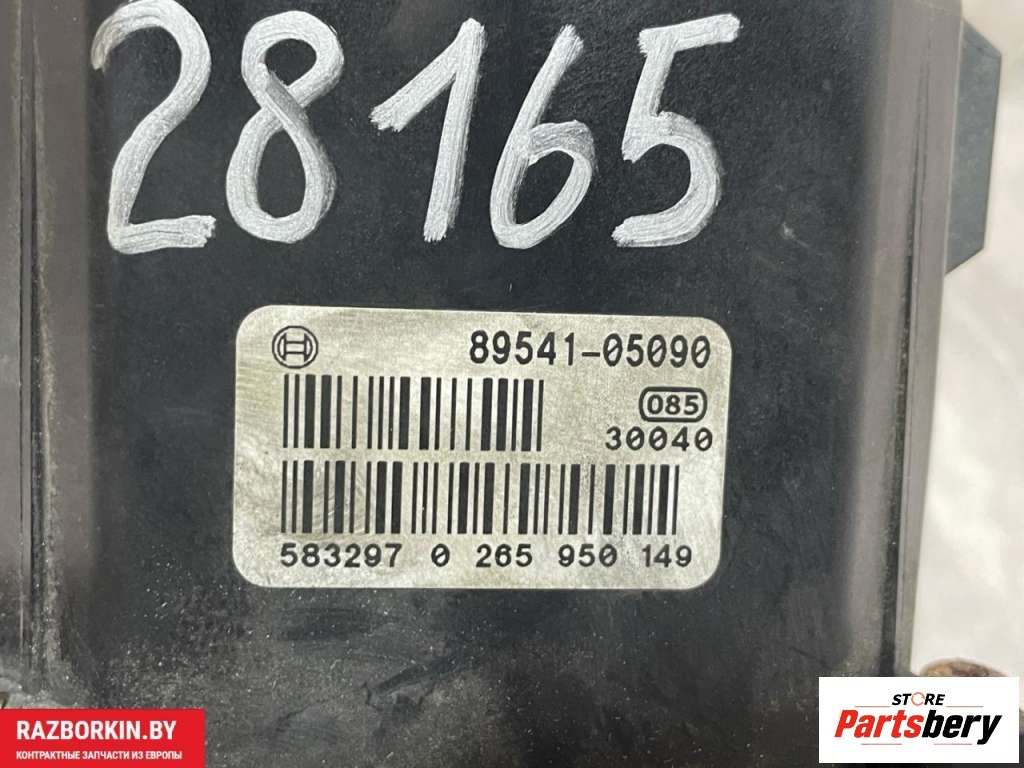 28165
89541-05090
085
30040
583297 0 265 950 149
RAZBORKIN.BY
КОНТРАКТНЫЕ ЗАПЧАСТИ ИЗ ЕВРОПЫ
STORE
Partsbery